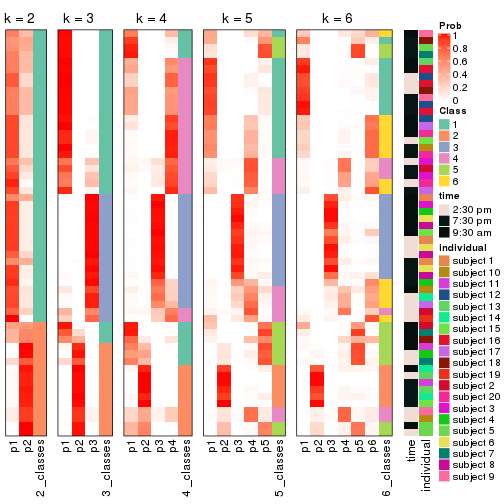 k = 2 k = 3 k = 4 k = 5 k = 6
Prob
1
0.8
0.6
0.4
0.2
0
Class
1
2
3
4
5
6
time
2:30 pm
7:30 pm
9:30 am
individual
subject 1
subject 10
subject 11
subject 12
subject 13
subject 14
subject 15
subject 16
subject 17
subject 18
subject 19
subject 2
subject 20
subject 3
subject 4
subject 5
subject 6
subject 7
subject 8
subject 9
p1 p2 2_classes p1 p2 p3 3_classes p1 p2 p3 p4 4_classes p1 p2 p3 p4 p5 5_classes p1 p2 p3 p4 p5 p6 6_classes time individual